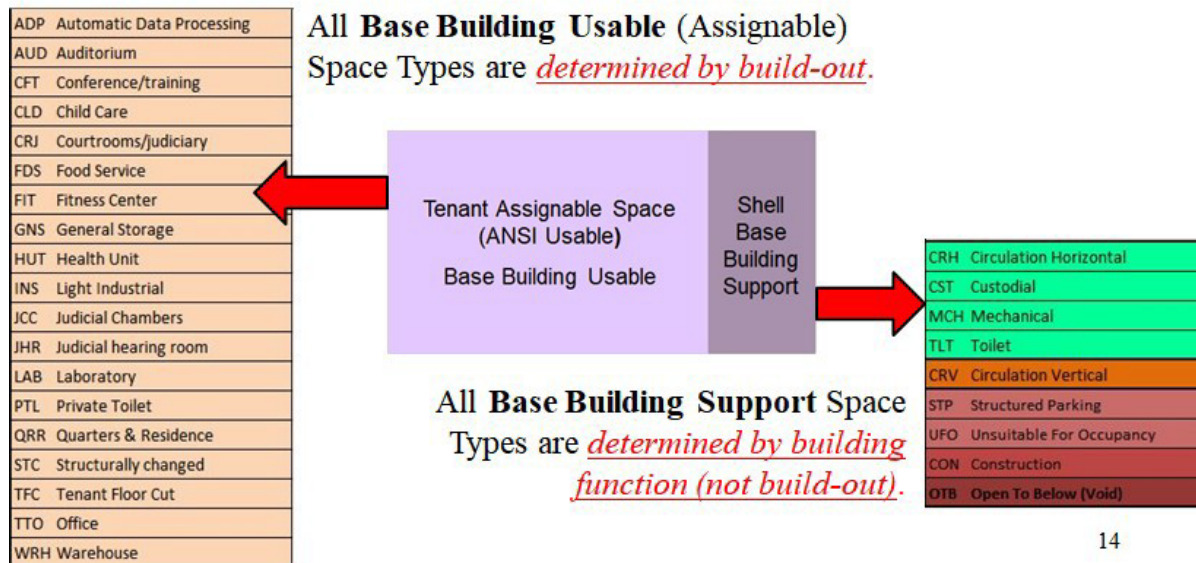 ADP Automatic Data Processing
AUD Auditorium
CFT Conference/training
CLD Child Care
CRJ Courtrooms/judiciary
FDS Food Service
FIT Fitness Center
GNS General Storage
HUT Health Unit
INS Light Industrial
JCC Judicial Chambers
JHR Judicial hearing room
LAB Laboratory
PTL Private Toilet
QRR Quarters & Residence
STC Structurally changed
TFC Tenant Floor Cut
TTO Office
WRH Warehouse
All Base Building Usable (Assignable)
Space Types are determined by build-out.
Tenant Assignable Space
(ANSI Usable)
Base Building Usable
Shell
Base
Building
Support
All Base Building Support Space
Types are determined by building
function (not build-out).
CRH Circulation Horizontal
CST Custodial
MCH Mechanical
TLT Toilet
CRV Circulation Vertical
STP Structured Parking
UFO Unsuitable For Occupancy
CON Construction
OTB Open To Below (Void)
14